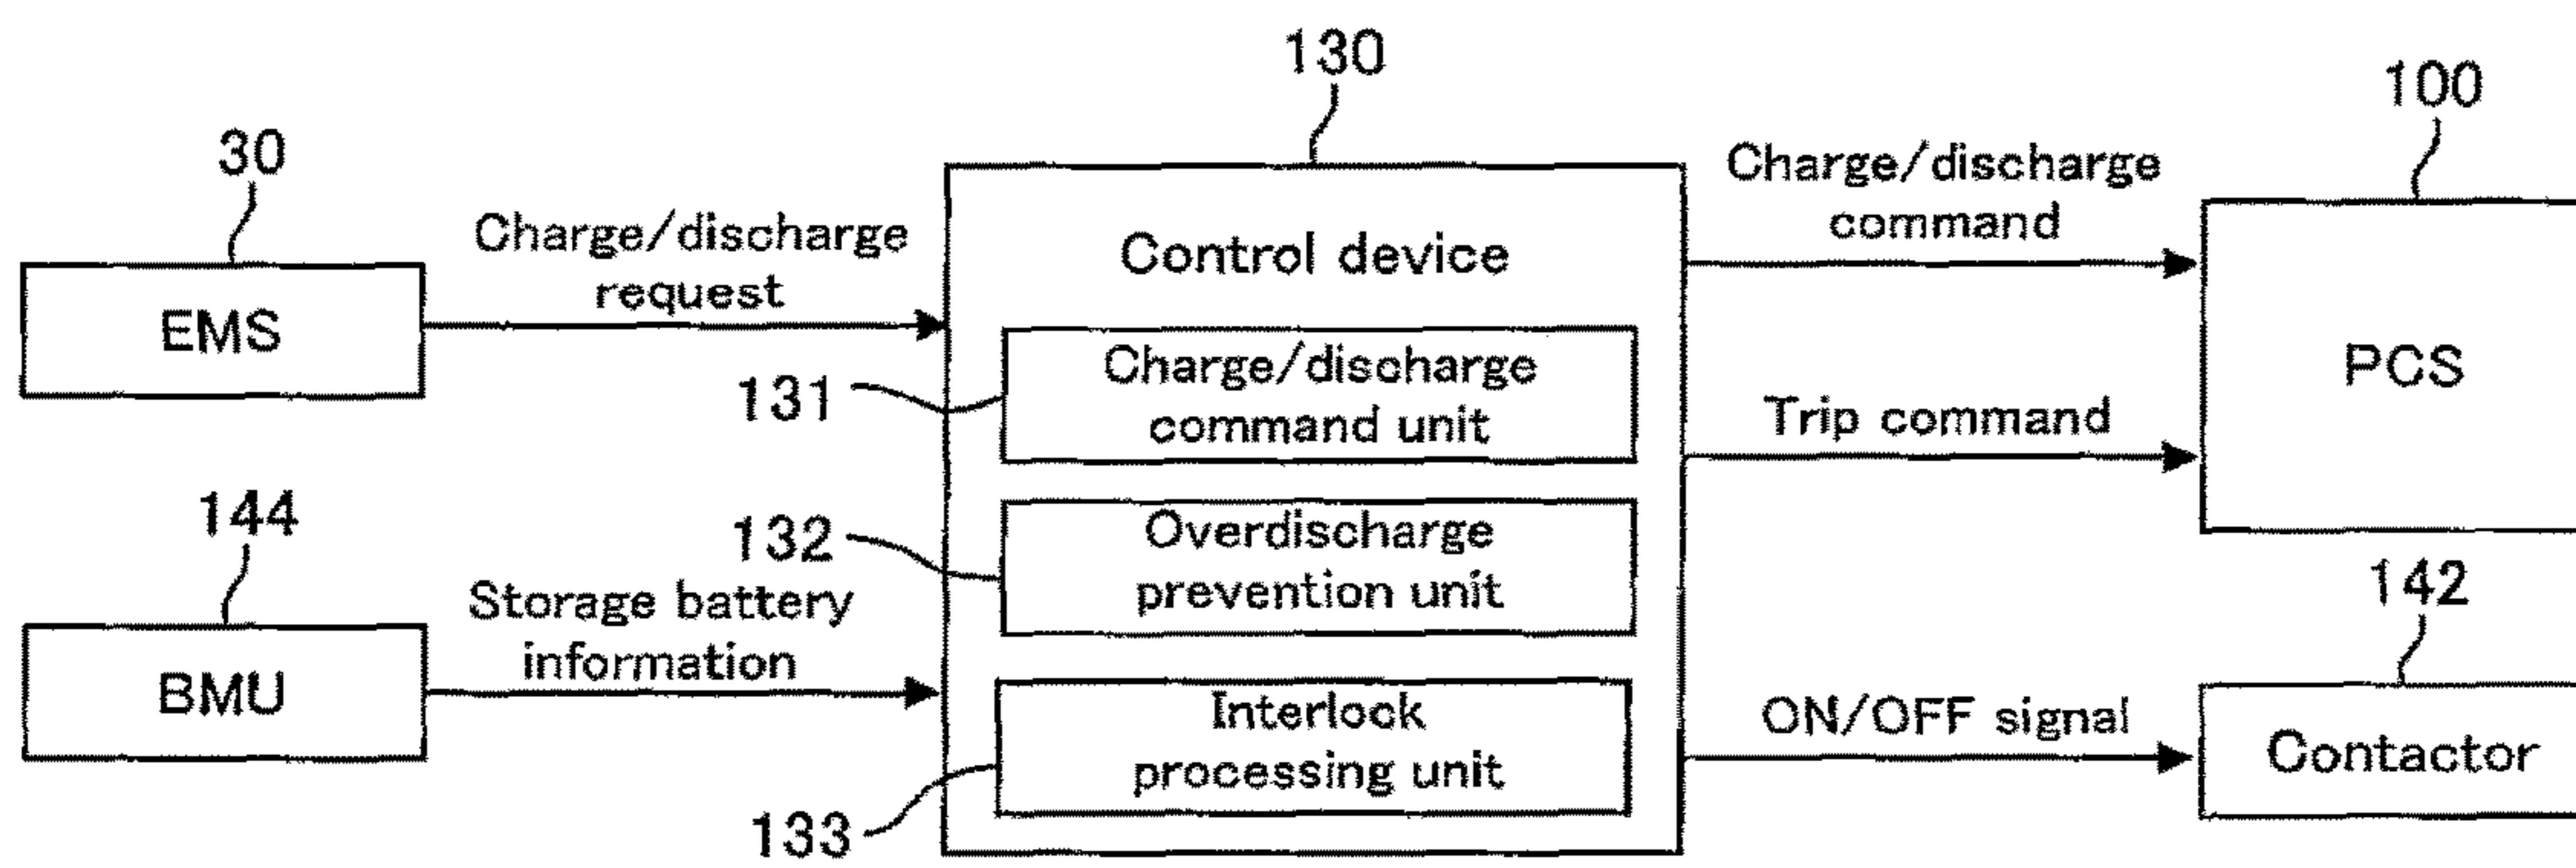 130
100
30
Charge/discharge
request
Charge/discharge
command
Control device
EMS
PCS
131
Charge/discharge
command unit
Trip command
144
132
Overdischarge
prevention unit
142
Storage battery
information
BMU
Interlock
processing unit
ON/OFF signal
Contactor
133